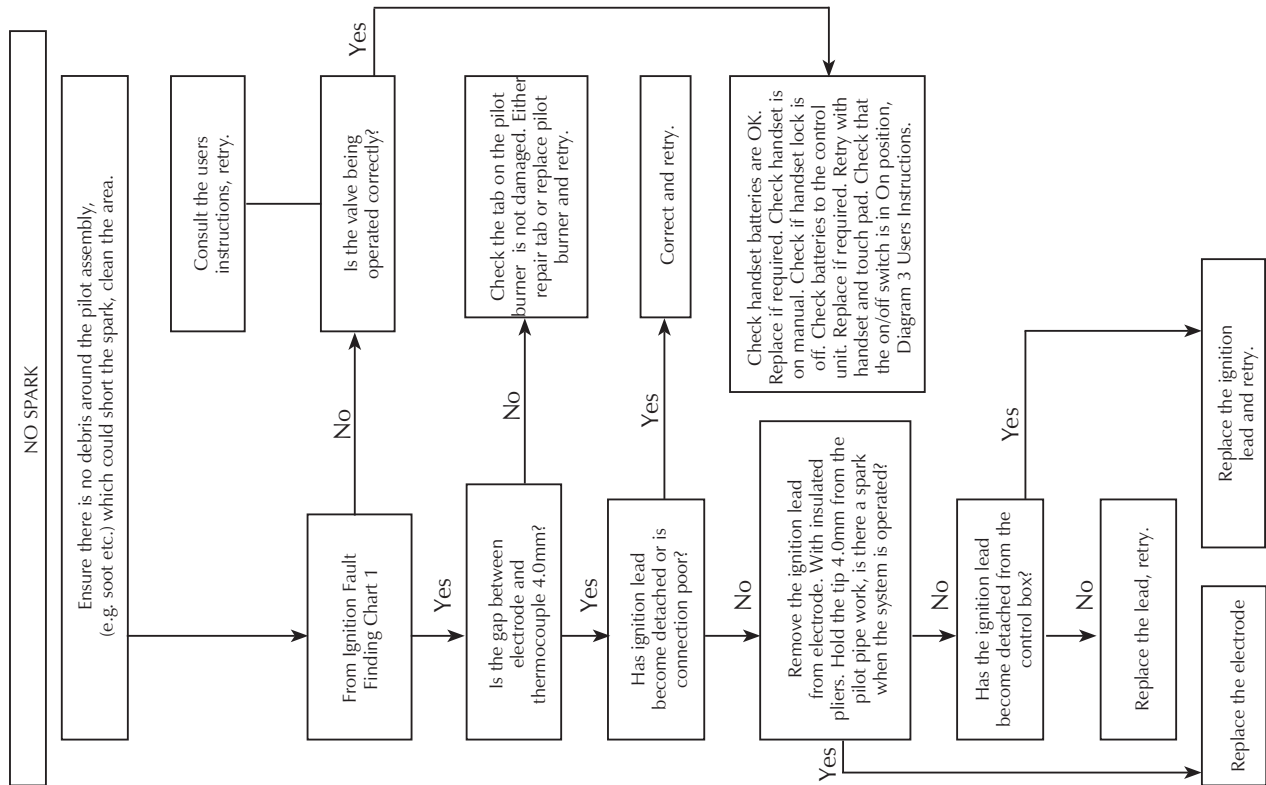 NO SPARK
Ensure there is no debris around the pilot assembly,
(e.g. soot etc.) which could short the spark, clean the area.
Consult the users
instructions, retry.
From Ignition Fault
Finding Chart 1
No
Is the valve being
operated correctly?
Yes
Yes
Is the gap between
electrode and
thermocouple 4.0mm?
No
Check the tab on the pilot
burner is not damaged. Either
repair tab or replace pilot
burner and retry.
Yes
Has ignition lead
become detached or is
connection poor?
Yes
Correct and retry.
No
Remove the ignition lead
from electrode. With insulated
pliers. Hold the tip 4.0mm from the
pilot pipe work, is there a spark
when the system is operated?
Check handset batteries are OK.
Replace if required. Check handset is
on manual. Check if handset lock is
off. Check batteries to the control
unit. Replace if required. Retry with
handset and touch pad. Check that
the on/off switch is in On position,
Diagram 3 Users Instructions.
Yes
No
Has the ignition lead
become detached from the
control box?
Yes
No
Replace the lead, retry.
Replace the electrode
Replace the ignition
lead and retry.